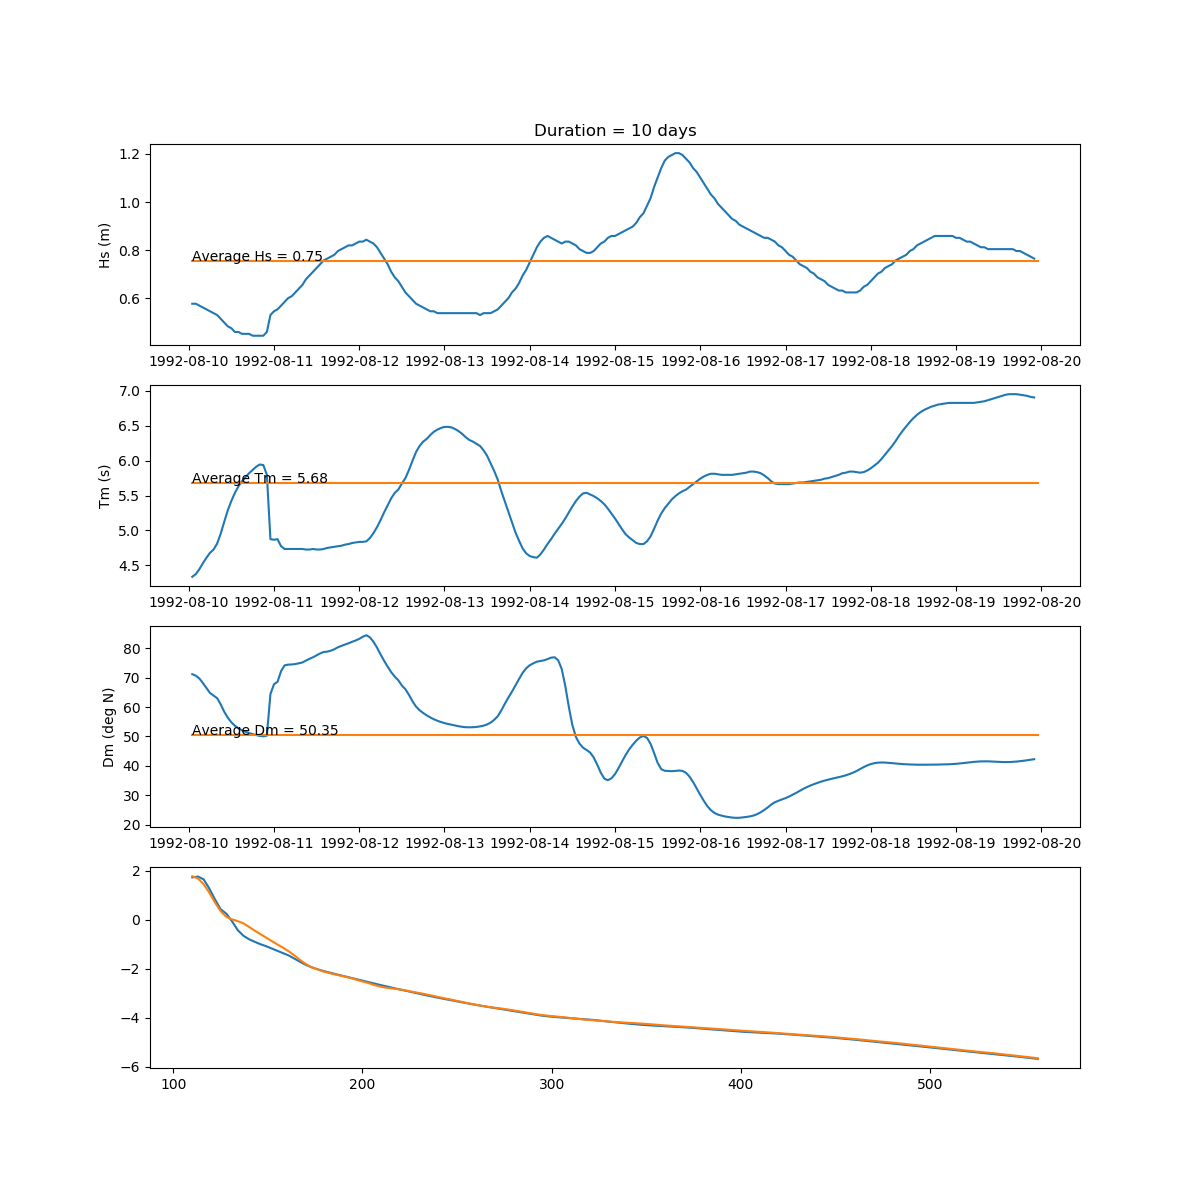 Duration = 10 days
1.2
1.0
0.8
0.6
Hs (m)
Average Hs = 0.75
1992-08-10 1992-08-11 1992-08-12 1992-08-13 1992-08-14 1992-08-15 1992-08-16 1992-08-17 1992-08-18 1992-08-19 1992-08-20
7.0
6.5
6.0
5.5
5.0
4.5
Tm (s)
Average Tm = 5.68
1992-08-10 1992-08-11 1992-08-12 1992-08-13 1992-08-14 1992-08-15 1992-08-16 1992-08-17 1992-08-18 1992-08-19 1992-08-20
80
70
60
50
40
30
20
Dm (deg N)
Average Dm = 50.35
1992-08-10 1992-08-11 1992-08-12 1992-08-13 1992-08-14 1992-08-15 1992-08-16 1992-08-17 1992-08-18 1992-08-19 1992-08-20
2
0
−2
−4
−6
100 200 300 400 500